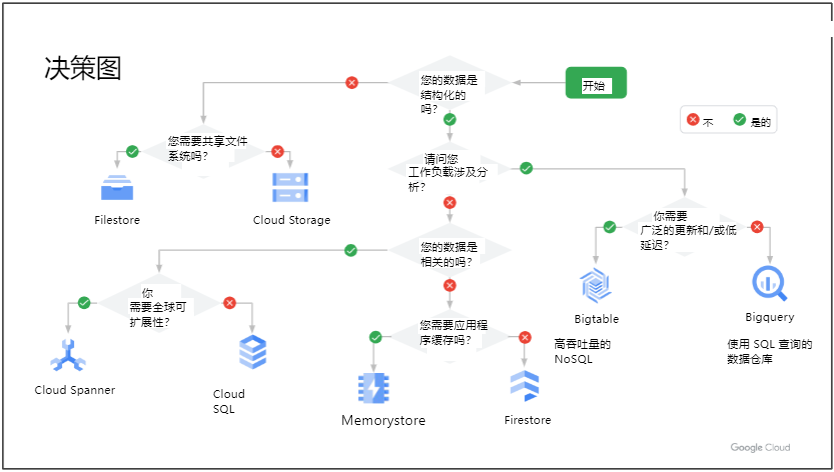 决策图
您的数据是
结构化的
吗?
开始
不
是的
您需要共享文件
系统吗?
请问您
工作负载涉及分
析?
Filestore
Cloud Storage
你需要
广泛的更新和/或低
延迟?
您的数据是
相关的吗?
你
需要全球可
扩展性?
Bigtable
Bigquery
您需要应用程
序缓存吗?
高吞吐量的
NoSQL
使用 SQL 查询的
数据仓库
Cloud Spanner
Cloud
SQL
Memorystore
Firestore
Google Cloud